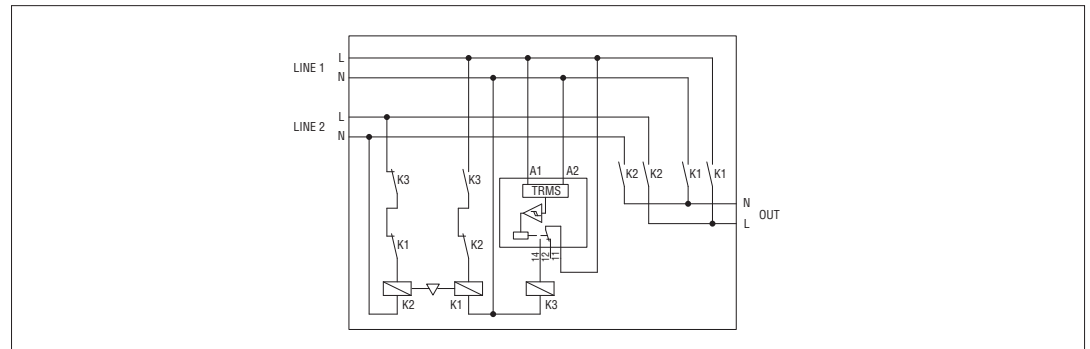 LINE 1
L
N
LINE 2
L
N
K3
K3
A1 A2
TRMS
K2 K2 K1 K1
N
L
OUT
K1
K2
14 12 11
K2
K1
K3